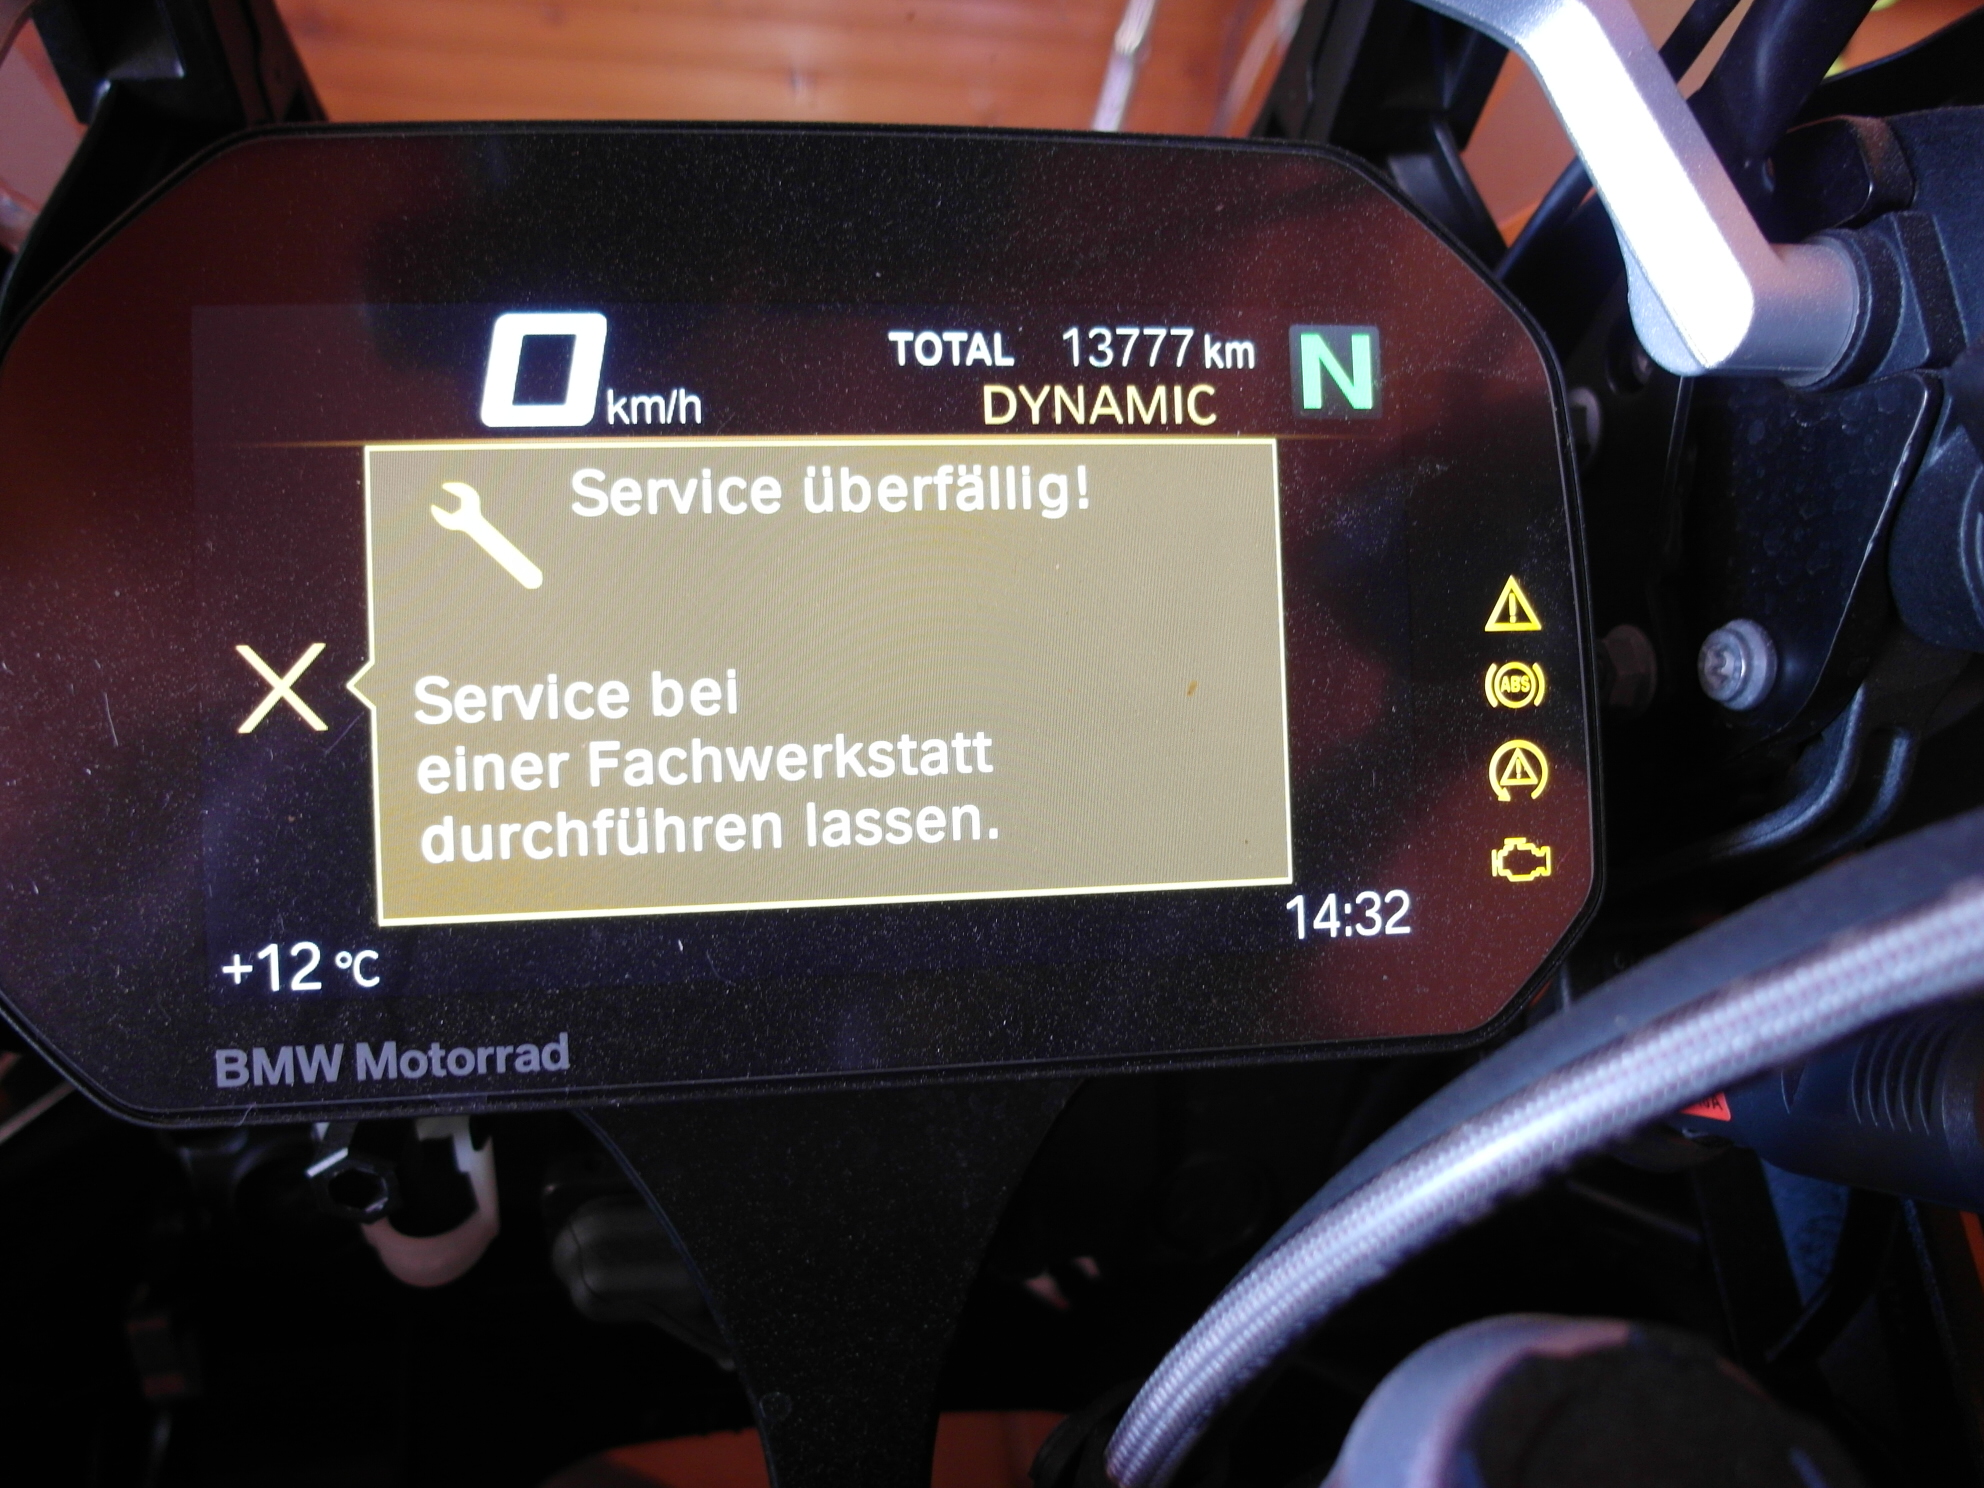 0 km/h
TOTAL 13777 km
N
DYNAMIC
Service überfällig!
Service bei
einer Fachwerkstatt
durchführen lassen.
ABS
+12 °C
14:32
BMW Motorrad